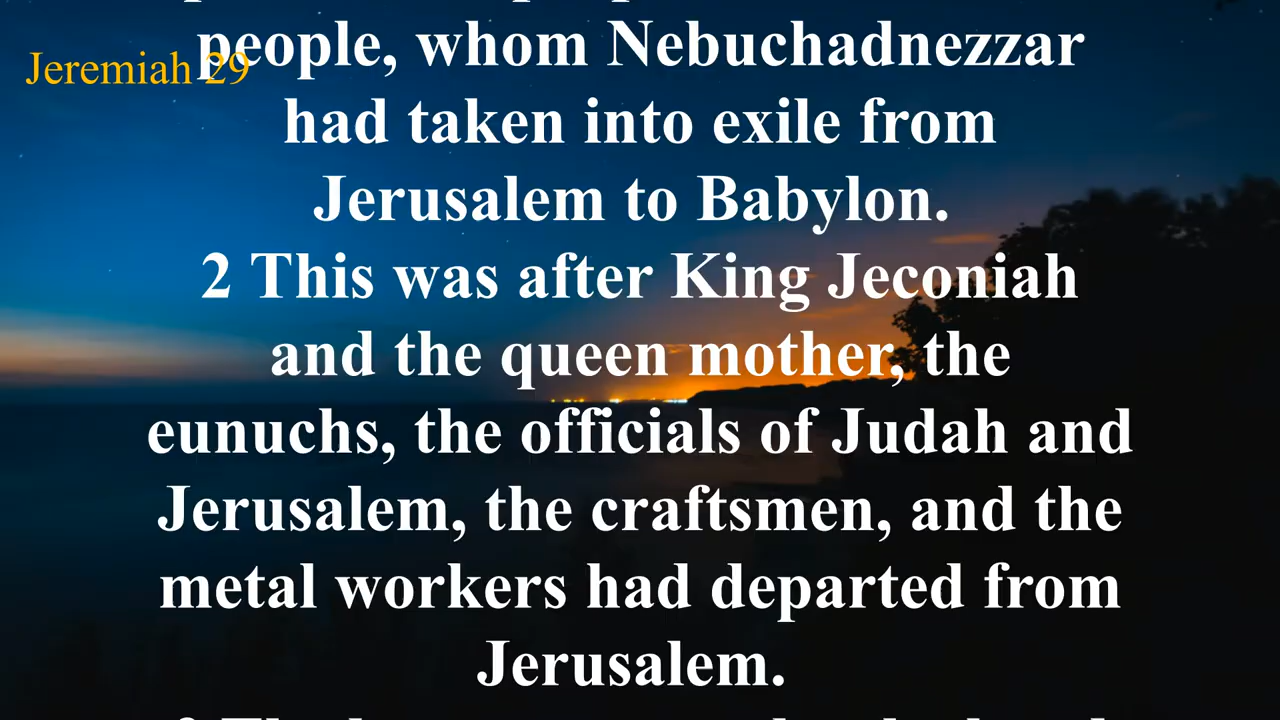 Jeremiah 29
people, whom Nebuchadnezzar
had taken into exile from
Jerusalem to Babylon.
2 This was after King Jeconiah
and the queen mother, the
eunuchs, the officials of Judah and
Jerusalem, the craftsmen, and the
metal workers had departed from
Jerusalem.